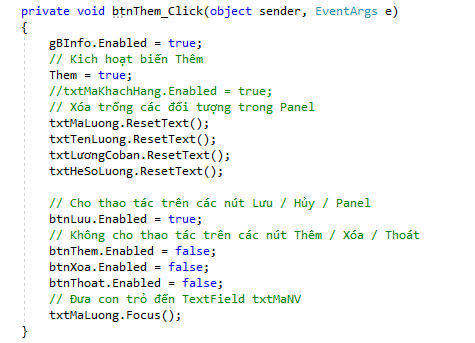 private void btnThem_Click(object sender, EventArgs e)
{
gBInfo.Enabled = true;
// Kich hoạt biến Thêm
Them = true;
//txtMaKhachHang.Enabled = true;
// Xóa trống các đối tượng trong Panel
txtMaLuong.ResetText();
txtTenLuong.ResetText();
txtLươngCoban.ResetText();
txtHeSoLuong.ResetText();
// Cho thao tác trên các nút Lưu / Hủy / Panel
btnLuu.Enabled = true;
// Không cho thao tác trên các nút Thêm / Xóa / Thoát
btnThem.Enabled = false;
btnXoa.Enabled = false;
btnThoat.Enabled = false;
// Đưa con trỏ đến TextField txtMaNV
txtMaLuong.Focus();
}